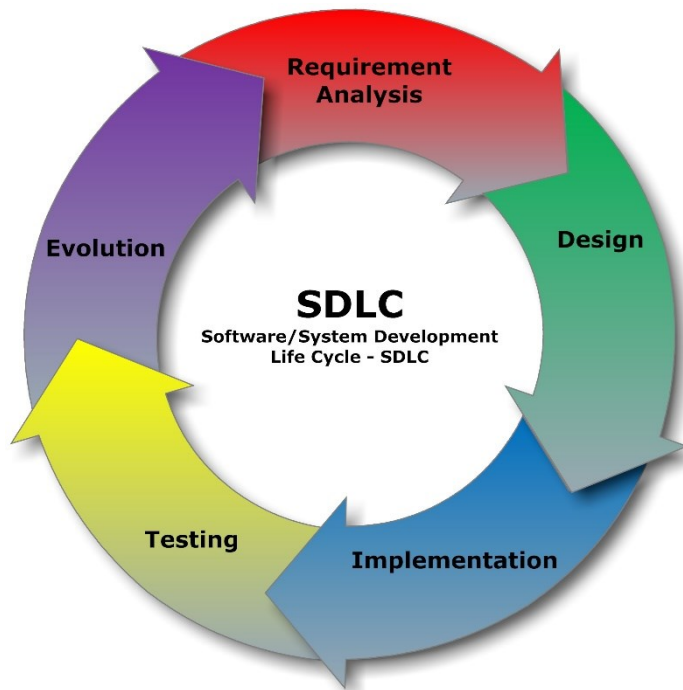 Requirement
Analysis
Design
Implementation
Testing
Evolution
SDLC
Software/System Development
Life Cycle - SDLC